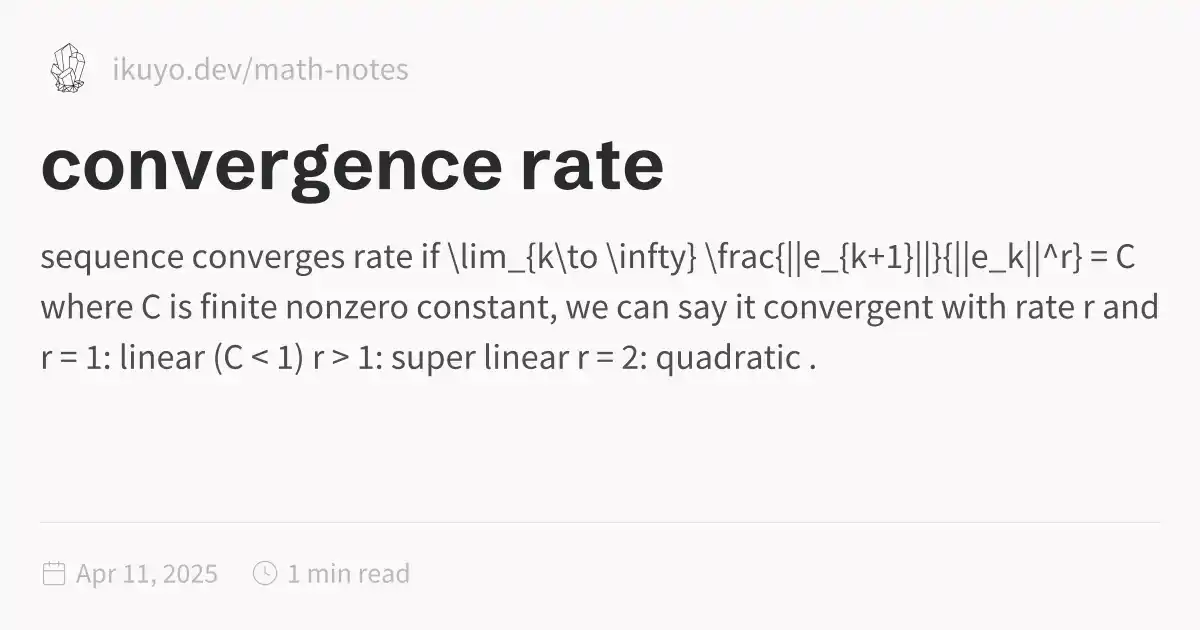 ikuyo.dev/math-notes
convergence rate
sequence converges rate if \lim_{k\to \infty} \frac{||e_{k+1}||}{||e_k||^r} = C
where C is finite nonzero constant, we can say it convergent with rate r and
r = 1: linear (C < 1) r > 1: super linear r = 2: quadratic .
Apr 11, 2025 1 min read